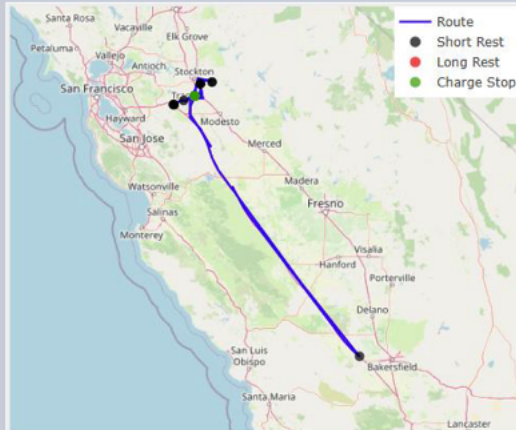 Santa Rosa
Vacaville
Elk Grove
Petaluma
Vallejo
Antioch
Stockton
San Francisco
Hayward
Modesto
San Jose
Merced
Watsonville
Madera
Salinas
Fresno
Monterey
Visalia
Hanford
Porterville
Delano
San Luis
Obispo
Bakersfield
Santa Maria
Lancaster
Route
Short Rest
Long Rest
Charge Stop